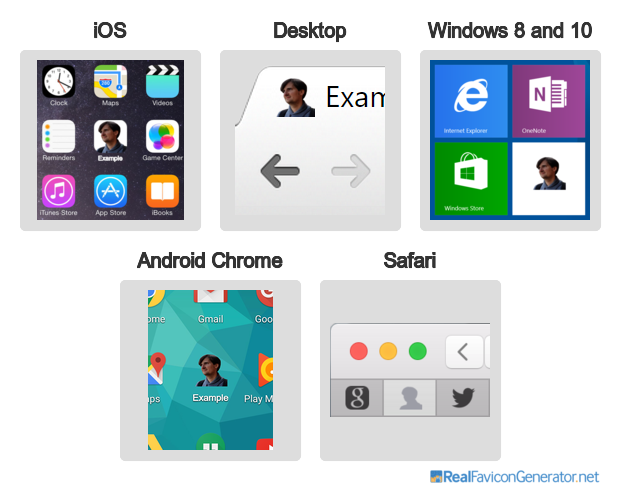 iOS
Desktop
Windows 8 and 10
Clock
Maps
Videos
Reminders
Example
Game Center
iTunes Store
App Store
iBooks
Exam
Internet Explorer
N
OneNote
Windows Store
Android Chrome
Safari
ome
Gmail
Goo
aps
Example
Play M
g
RealFaviconGenerator.net